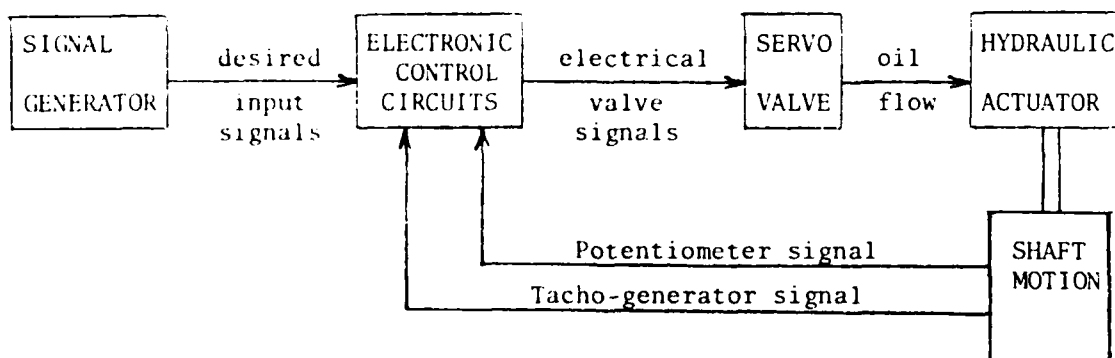 SIGNAL
GENERATOR
desired
input
signals
ELECTRONIC
CONTROL
CIRCUITS
electrical
valve
signals
SERVO
VALVE
oil
flow
HYDRAULIC
ACTUATOR
Potentiometer signal
Tacho-generator signal
SHAFT
MOTION